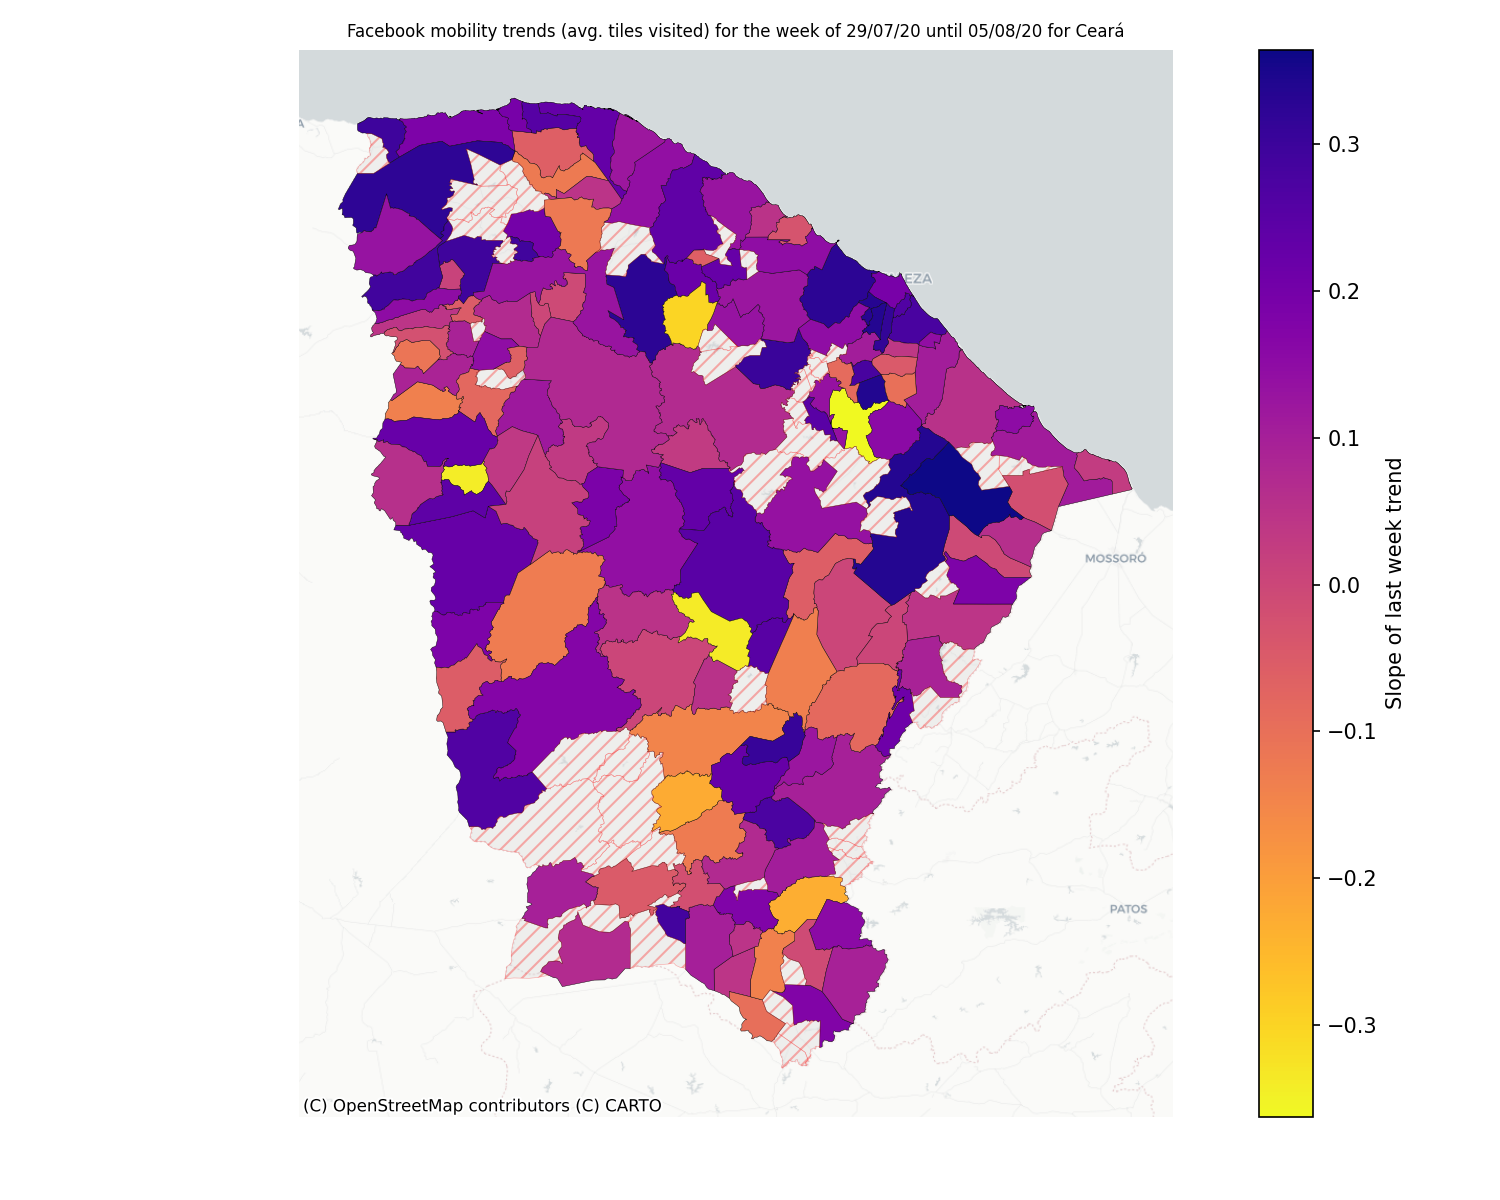 Facebook mobility trends (avg. tiles visited) for the week of 29/07/20 until 05/08/20 for Ceará
A
EZA
MOSSORÓ
PATOS
(C) OpenStreetMap contributors (C) CARTO
0.3
0.2
0.1
0.0
−0.1
−0.2
−0.3
Slope of last week trend